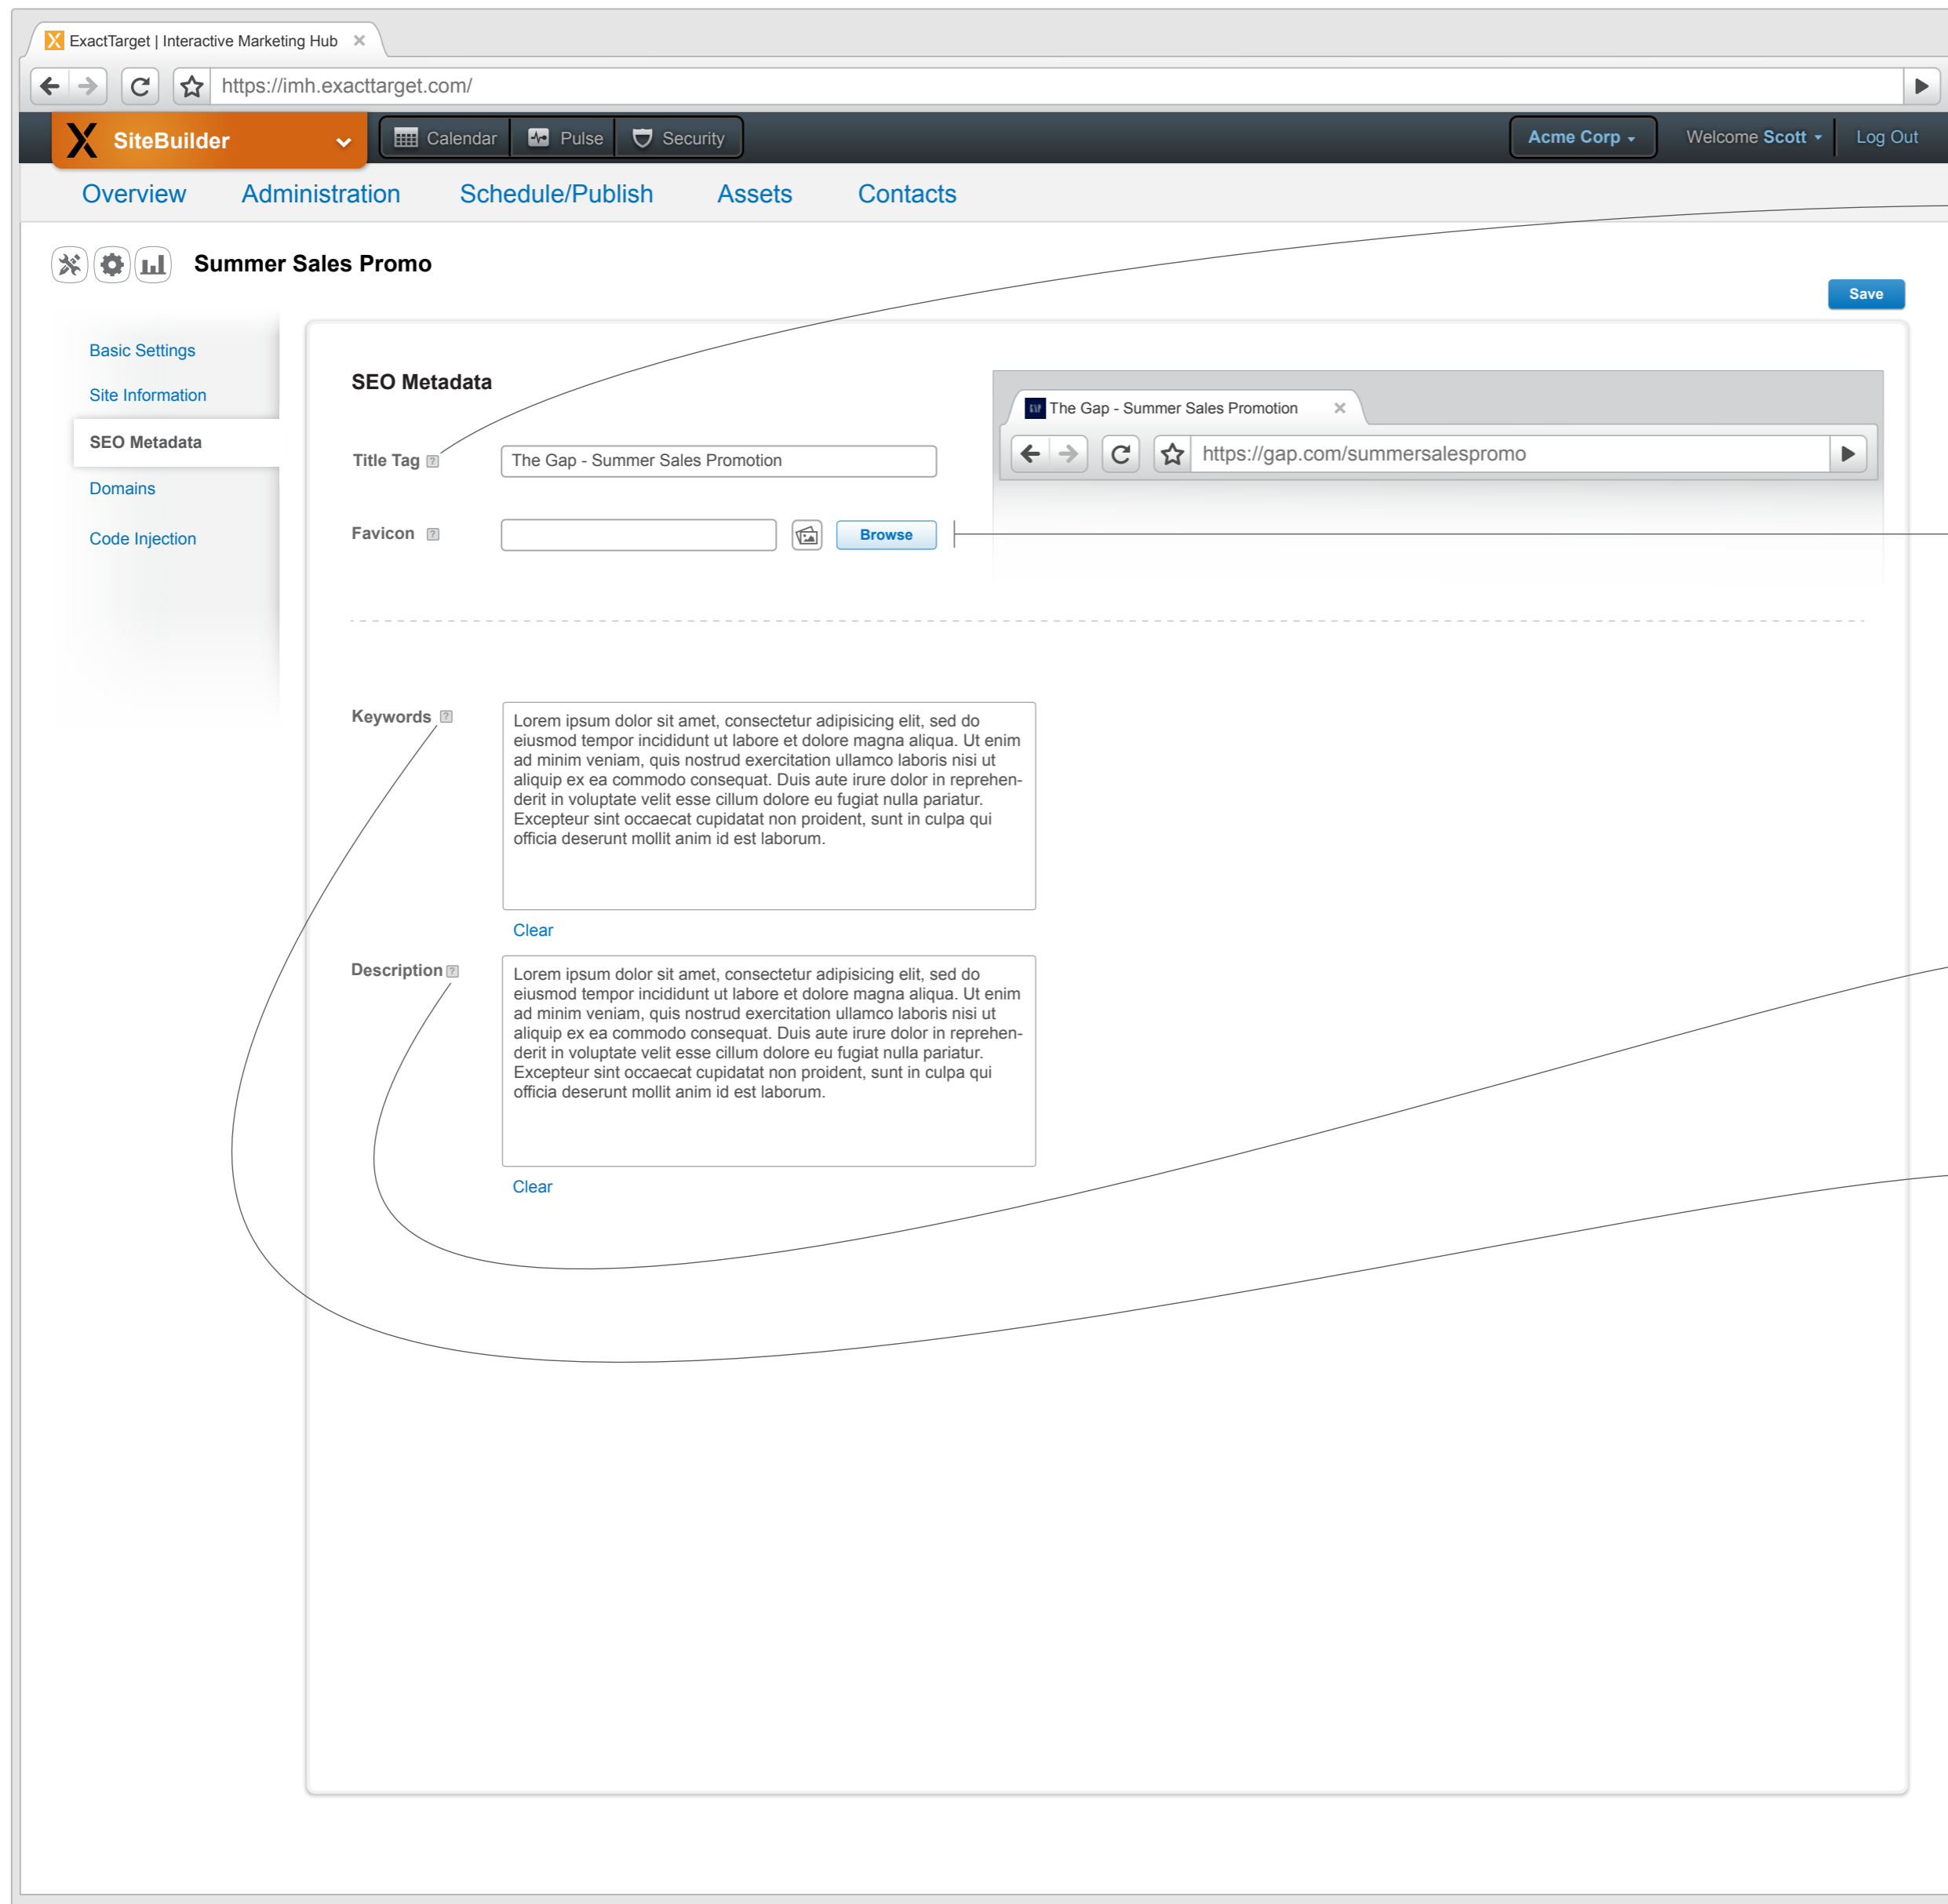 ExactTarget | Interactive Marketing Hub
https://imh.exacttarget.com/
SiteBuilder
Calendar
Pulse
Security
Acme Corp
Welcome Scott
Log Out
Overview
Administration
Schedule/Publish
Assets
Contacts
Summer Sales Promo
Save
Basic Settings
Site Information
SEO Metadata
Domains
Code Injection
SEO Metadata
GAP The Gap - Summer Sales Promotion
https://gap.com/summersalespromo
Title Tag ?
The Gap - Summer Sales Promotion
Favicon ?
Browse
Keywords ?
Lorem ipsum dolor sit amet, consectetur adipisicing elit, sed do
eiusmod tempor incididunt ut labore et dolore magna aliqua. Ut enim
ad minim veniam, quis nostrud exercitation ullamco laboris nisi ut
aliquip ex ea commodo consequat. Duis aute irure dolor in reprehen-
derit in voluptate velit esse cillum dolore eu fugiat nulla pariatur.
Excepteur sint occaecat cupidatat non proident, sunt in culpa qui
officia deserunt mollit anim id est laborum.
Clear
Description ?
Lorem ipsum dolor sit amet, consectetur adipisicing elit, sed do
eiusmod tempor incididunt ut labore et dolore magna aliqua. Ut enim
ad minim veniam, quis nostrud exercitation ullamco laboris nisi ut
aliquip ex ea commodo consequat. Duis aute irure dolor in reprehen-
derit in voluptate velit esse cillum dolore eu fugiat nulla pariatur.
Excepteur sint occaecat cupidatat non proident, sunt in culpa qui
officia deserunt mollit anim id est laborum.
Clear